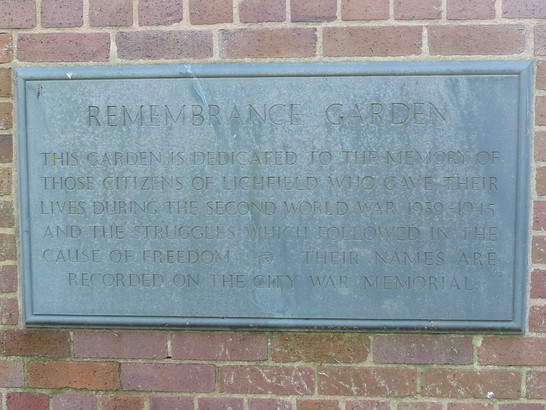 REMEMBRANCE GARDEN
THIS GARDEN IS DEDICATED TO THE MEMORY OF
THOSE CITIZENS OF LICHFIELD WHO GAVE THEIR
LIVES DURING THE SECOND WORLD WAR 1939-1945
AND THE STRUGGLES WHICH FOLLOWED IN THE
CAUSE OF FREEDOM THEIR NAMES ARE
RECORDED ON THE CITY WAR MEMORIAL